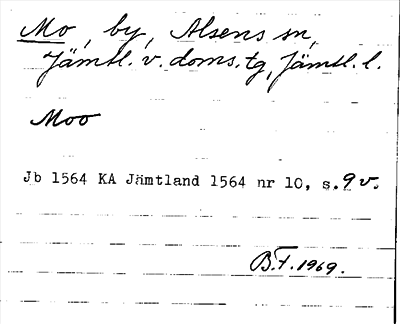 Mo, by, Alsens sn,
Jämtl. v. doms. tg, Jämtl. l.
Moo
Jb 1564 KA Jämtland 1564 nr 10, s. 9 v.
B.F. 1969.